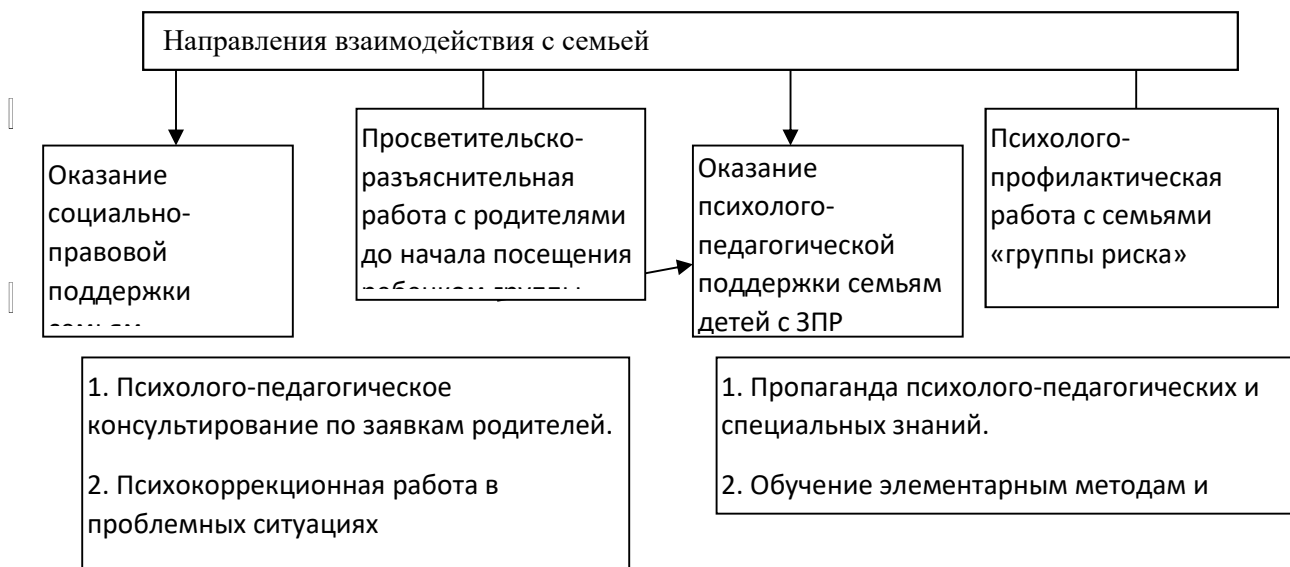 Направления взаимодействия с семьей
Оказание
социально-
правовой
поддержки
Просветительско-
разъяснительная
работа с родителями
до начала посещения
Оказание
психолого-
педагогической
поддержки семьям
детей с ЗПР
Психолого-
профилактическая
работа с семьями
«группы риска»
1. Психолого-педагогическое
консультирование по заявкам родителей.
2. Психокоррекционная работа в
проблемных ситуациях
1. Пропаганда психолого-педагогических и
специальных знаний.
2. Обучение элементарным методам и